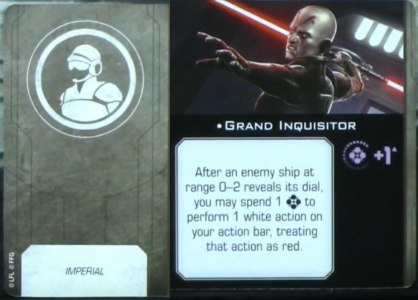 GRAND INQUISITOR
+1
After an enemy ship at
range 0–2 reveals its dial,
you may spend 1 to
perform 1 white action on
your action bar, treating
that action as red.
IMPERIAL
© LFL © FFG